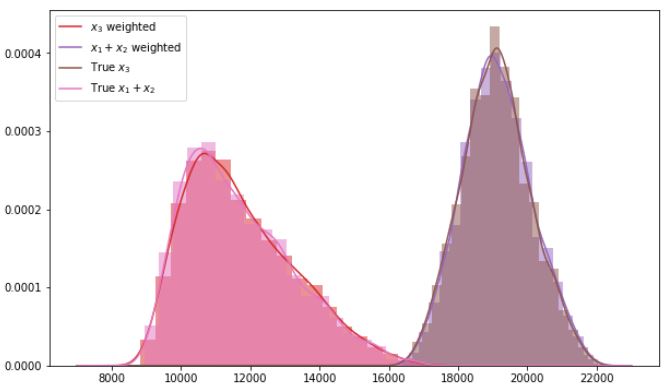 x₃ weighted
x₁ + x₂ weighted
True x₃
True x₁ + x₂
0.0004
0.0003
0.0002
0.0001
0.0000
8000 10000 12000 14000 16000 18000 20000 22000